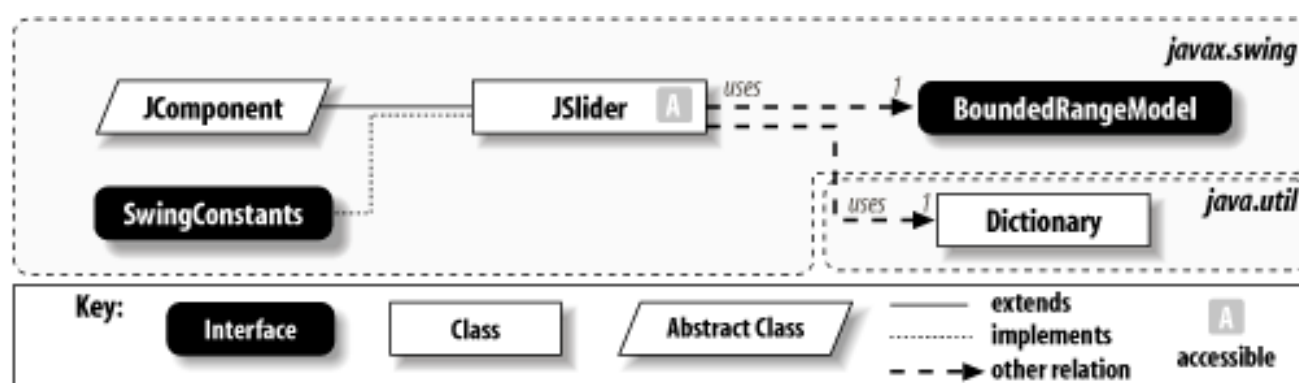 javax.swing
JComponent
JSlider A
uses 1
BoundedRangeModel
SwingConstants
java.util
uses 1
Dictionary
Key:
Interface
Class
Abstract Class
extends
implements
other relation
A
accessible